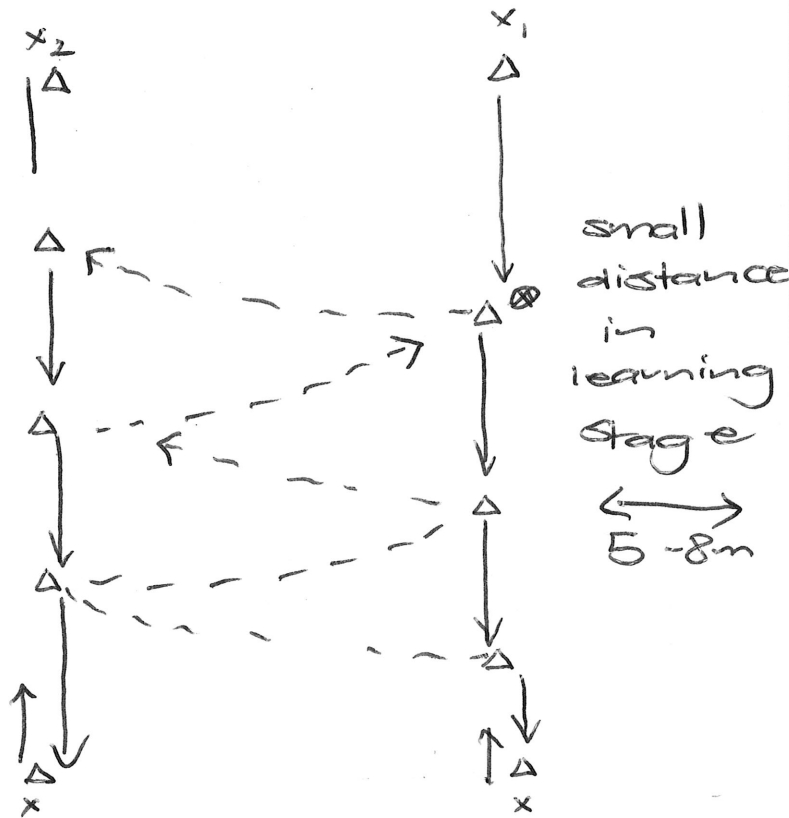 x2
x1
small
distance
in
learning
stage
5-8m
x
x